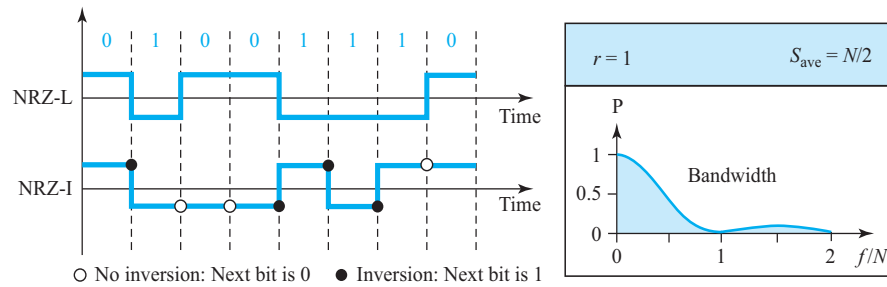 0 1 0 0 1 1 1 0
NRZ-L
Time
NRZ-I
Time
No inversion: Next bit is 0
Inversion: Next bit is 1
r = 1
S_ave = N/2
P
1
0.5
0
Bandwidth
0 1 2 f/N